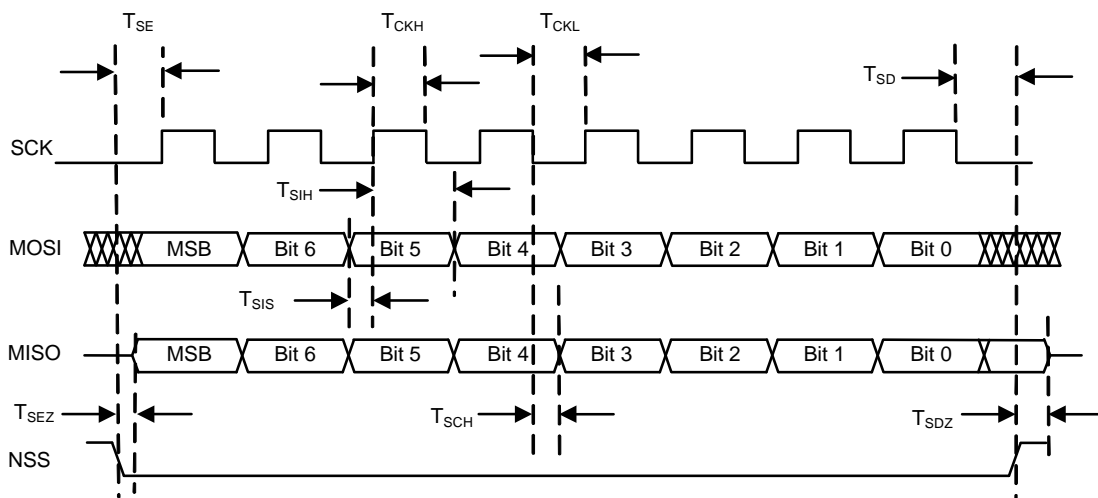 TSE TCKH TCKL
TSD
SCK
TSIH
MOSI MSB Bit 6 Bit 5 Bit 4 Bit 3 Bit 2 Bit 1 Bit 0
TSIS
MISO MSB Bit 6 Bit 5 Bit 4 Bit 3 Bit 2 Bit 1 Bit 0
TSEZ TSCH TSDZ
NSS